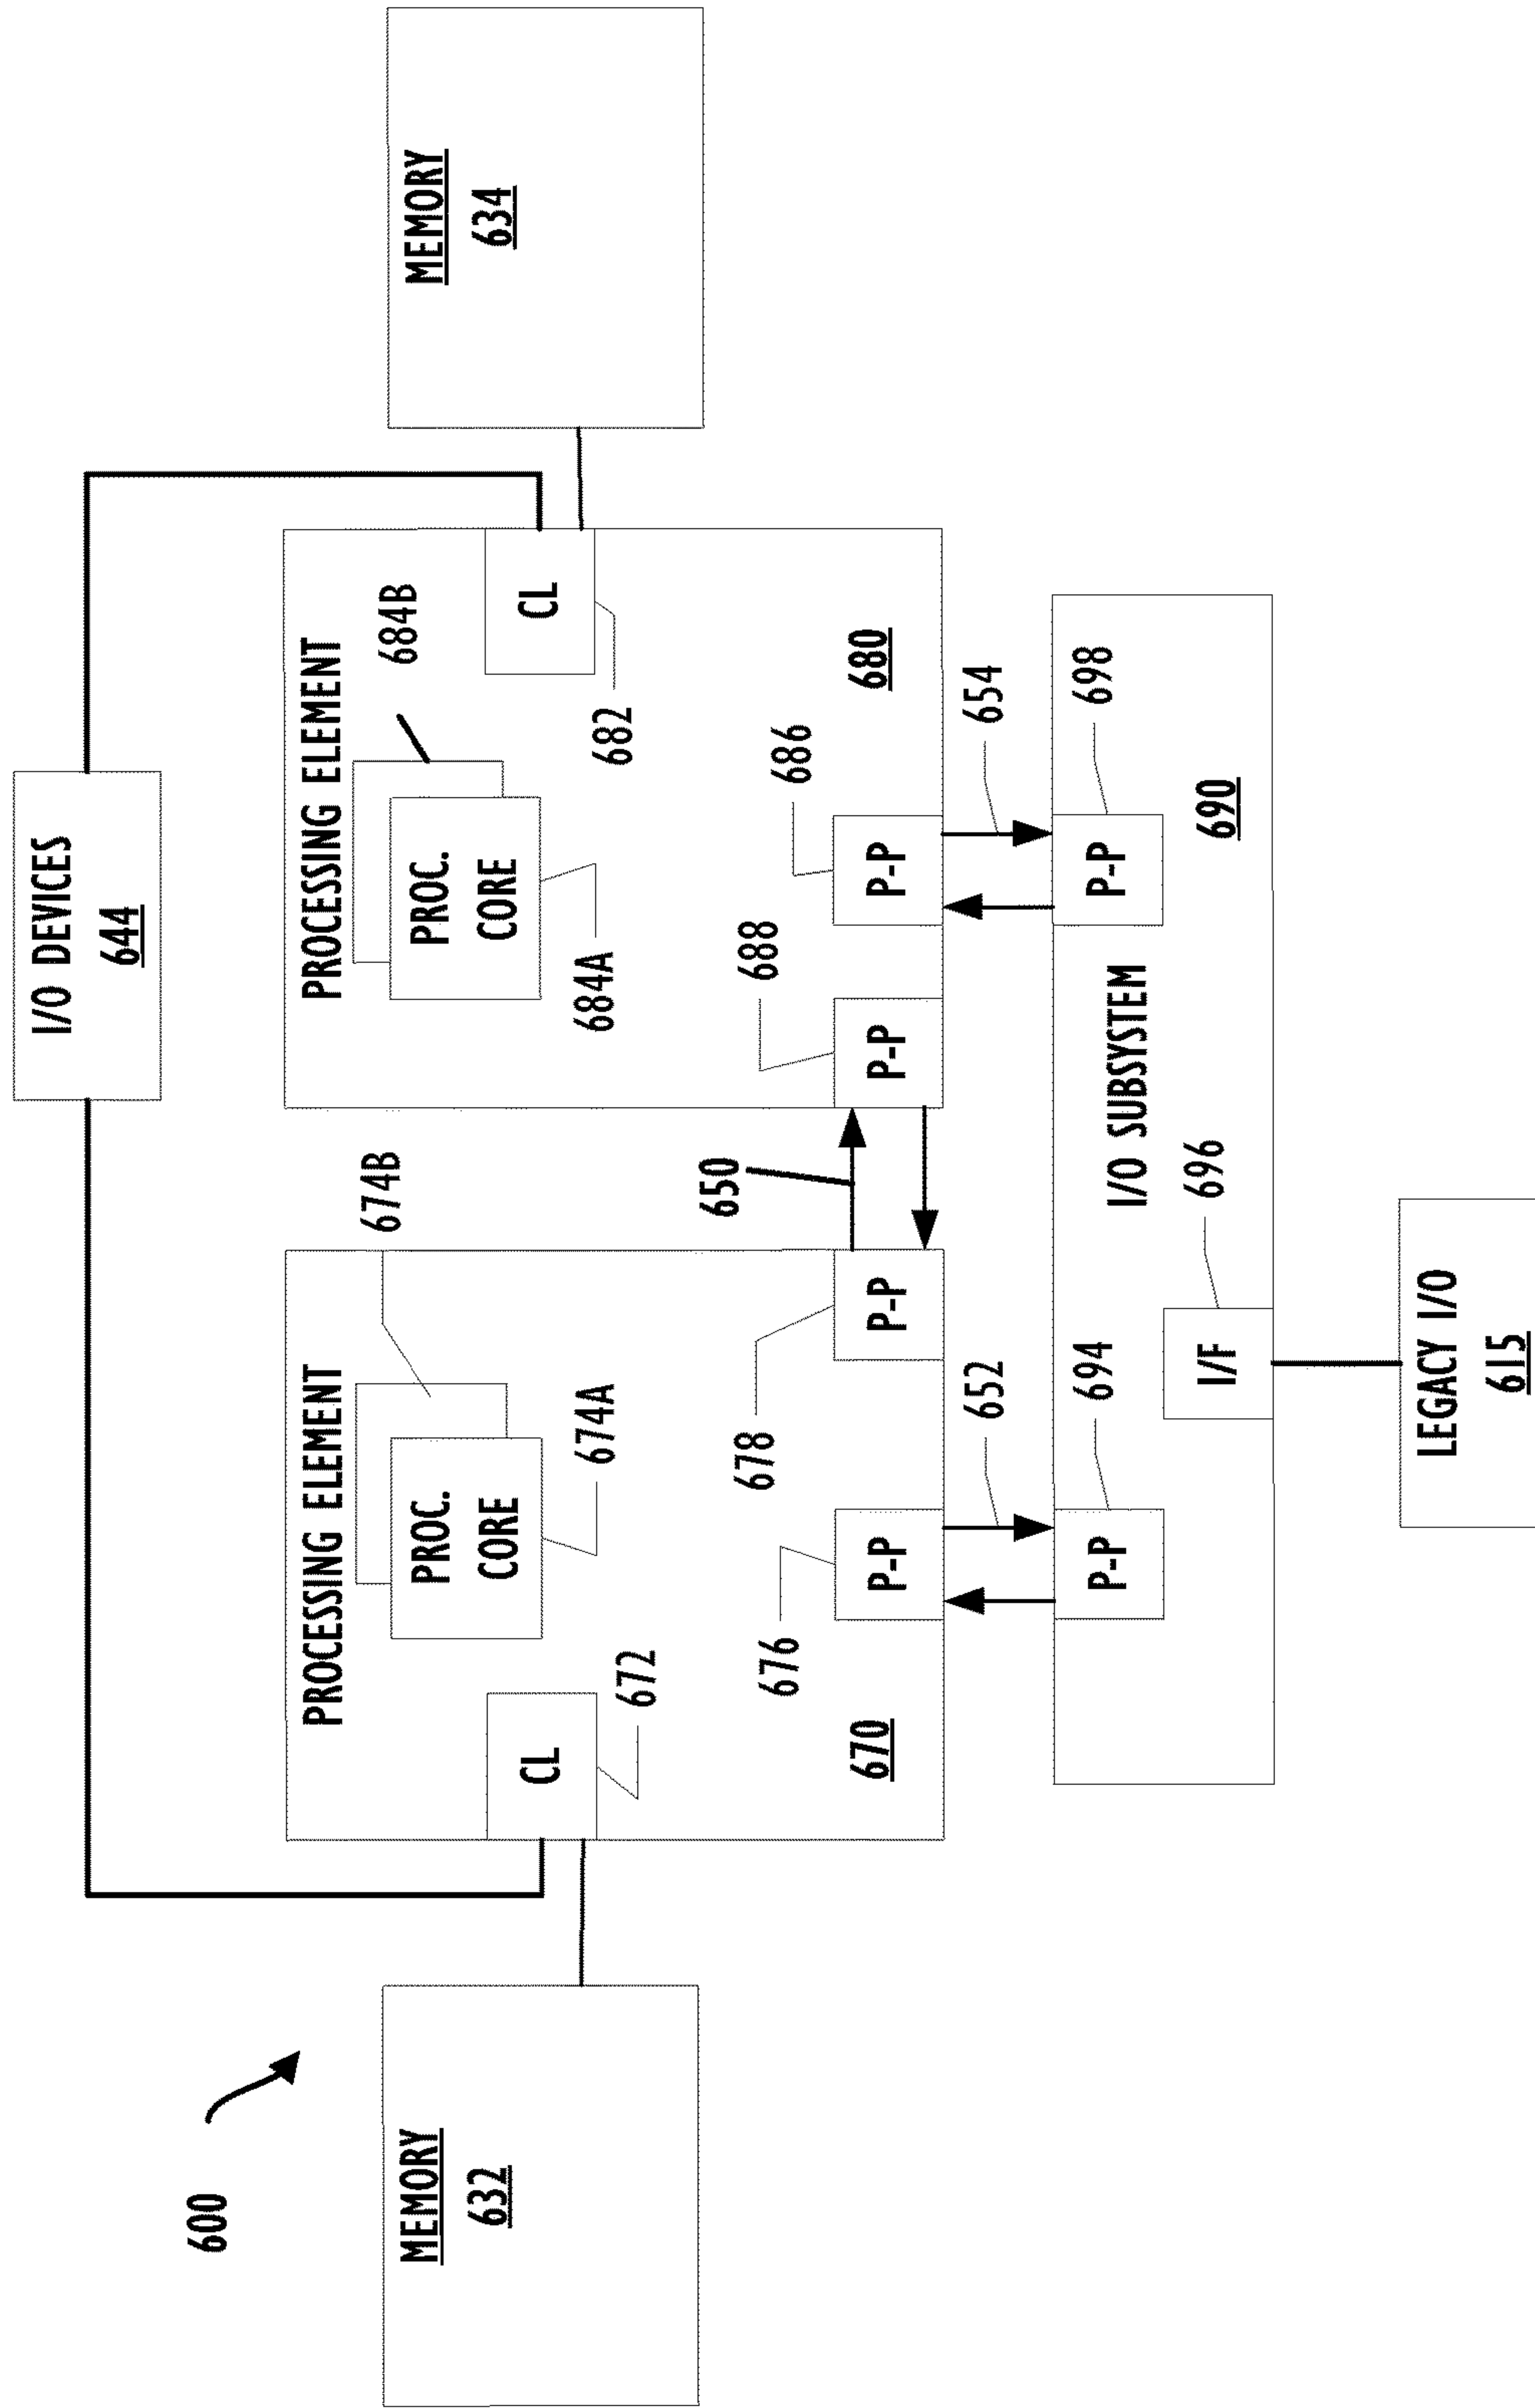 600
I/O DEVICES
644
MEMORY
632
MEMORY
634
PROCESSING ELEMENT
674B
PROC.
CORE
674A
CL
672
676
678
P-P
P-P
670
650
PROCESSING ELEMENT
684B
PROC.
CORE
684A
CL
682
688
686
P-P
P-P
680
652
654
694
P-P
I/O SUBSYSTEM
698
P-P
690
696
I/F
LEGACY I/O
615